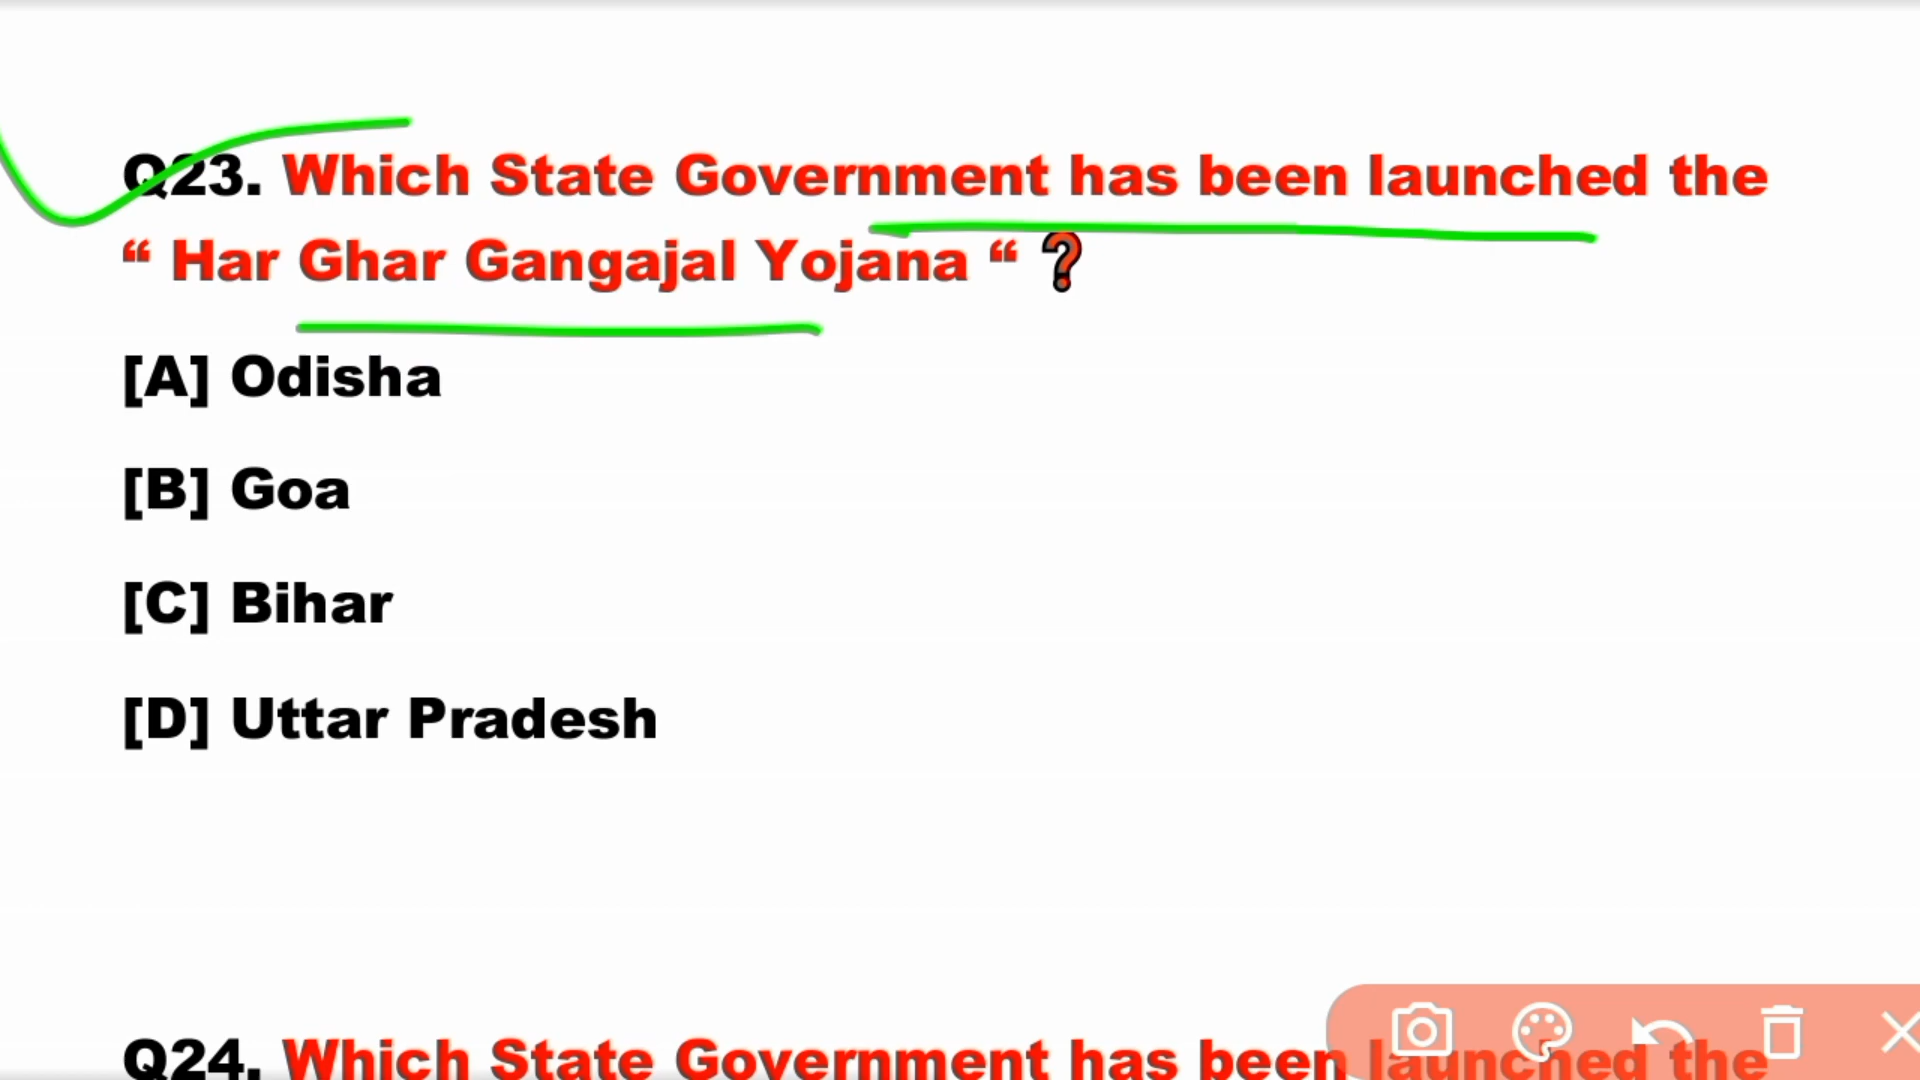 Q23. Which State Government has been launched the
“ Har Ghar Gangajal Yojana “ ❓
[A] Odisha
[B] Goa
[C] Bihar
[D] Uttar Pradesh
Q24. Which State Government has been launched the